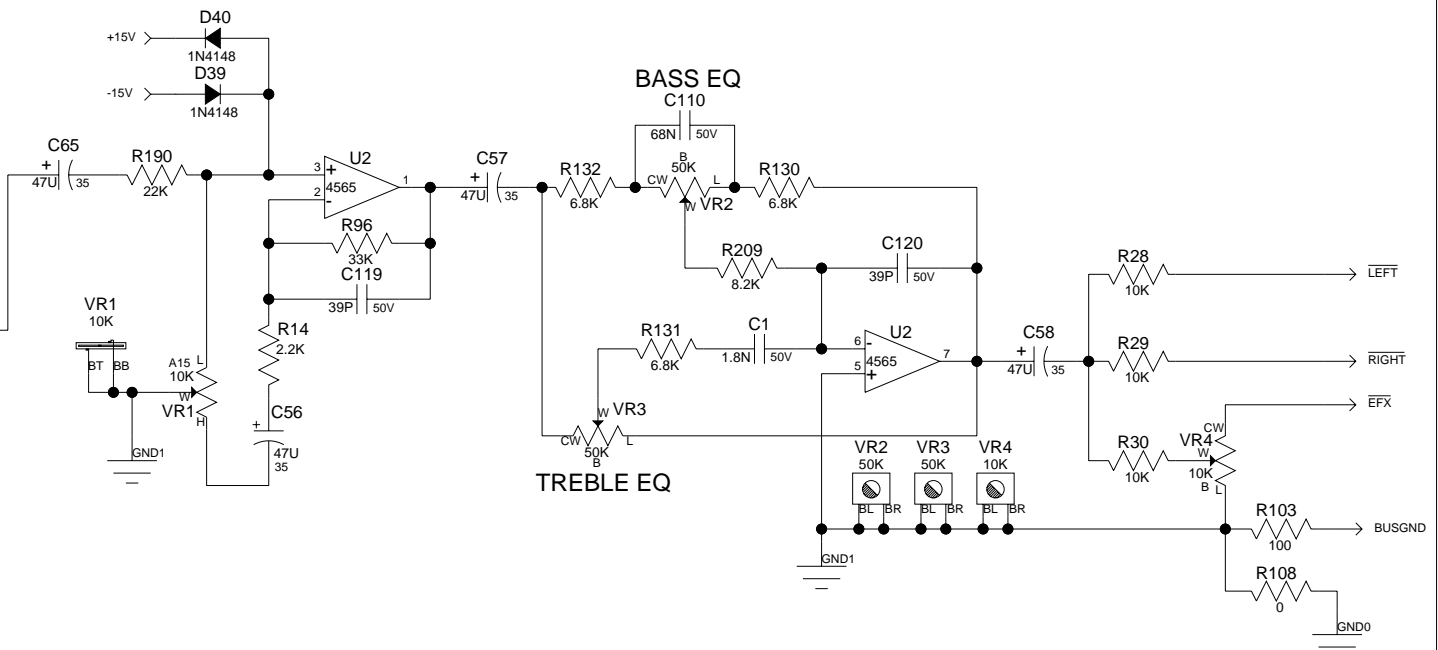 D40
+15V
1N4148
D39
-15V
1N4148
C65
+
47U
35
R190
22K
3
+
2
-
U2
4565
1
R96
33K
C119
39P
50V
R14
2.2K
C56
+
47U
35
VR1
10K
BT
BB
A15
10K
L
W
VR1
H
GND1
C57
+
47U
35
BASS EQ
C110
68N
50V
R132
6.8K
B
50K
CW
L
W
VR2
R130
6.8K
R209
8.2K
C120
39P
50V
R131
6.8K
C1
1.8N
50V
U2
6
-
4565
5
+
7
W
VR3
CW
50K
L
B
TREBLE EQ
C58
+
47U
35
R28
10K
LEFT
R29
10K
RIGHT
EFX
R30
10K
CW
VR4
W
10K
B
L
VR2
50K
BL
BR
VR3
50K
BL
BR
VR4
10K
BL
BR
GND1
R103
100
BUSGND
R108
0
GND0